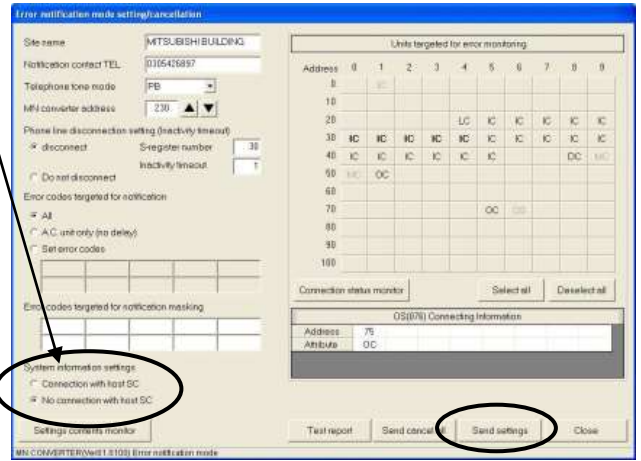 Error notification mode setting/cancellation
Site name MITSUBISHI BUILDING
Notification contact TEL 0305426897
Telephone tone mode PB
MN converter address 230
Phone line disconnection setting (Inactivity timeout)
disconnect S-register number 30
Inactivity timeout 1
Do not disconnect
Error codes targeted for notification
All
A.C. unit only (no delay)
Set error codes
Error codes targeted for notification masking
System information settings
Connection with host SC
No connection with host SC
Settings contents monitor
Units targeted for error monitoring
Address 0 1 2 3 4 5 6 7 8 9
0 IC
10
20 LC IC IC IC IC IC
30 IC IC IC IC IC IC IC IC IC IC
40 IC IC IC IC IC IC DC
50 OC
60
70 OC OS
80
90
100
Connection status monitor Select all Deselect all
OS(076) Connecting Information
Address 75
Attribute OC
Test report Send cancel all Send settings Close
MN CONVERTER(Ver01.0100) Error notification mode